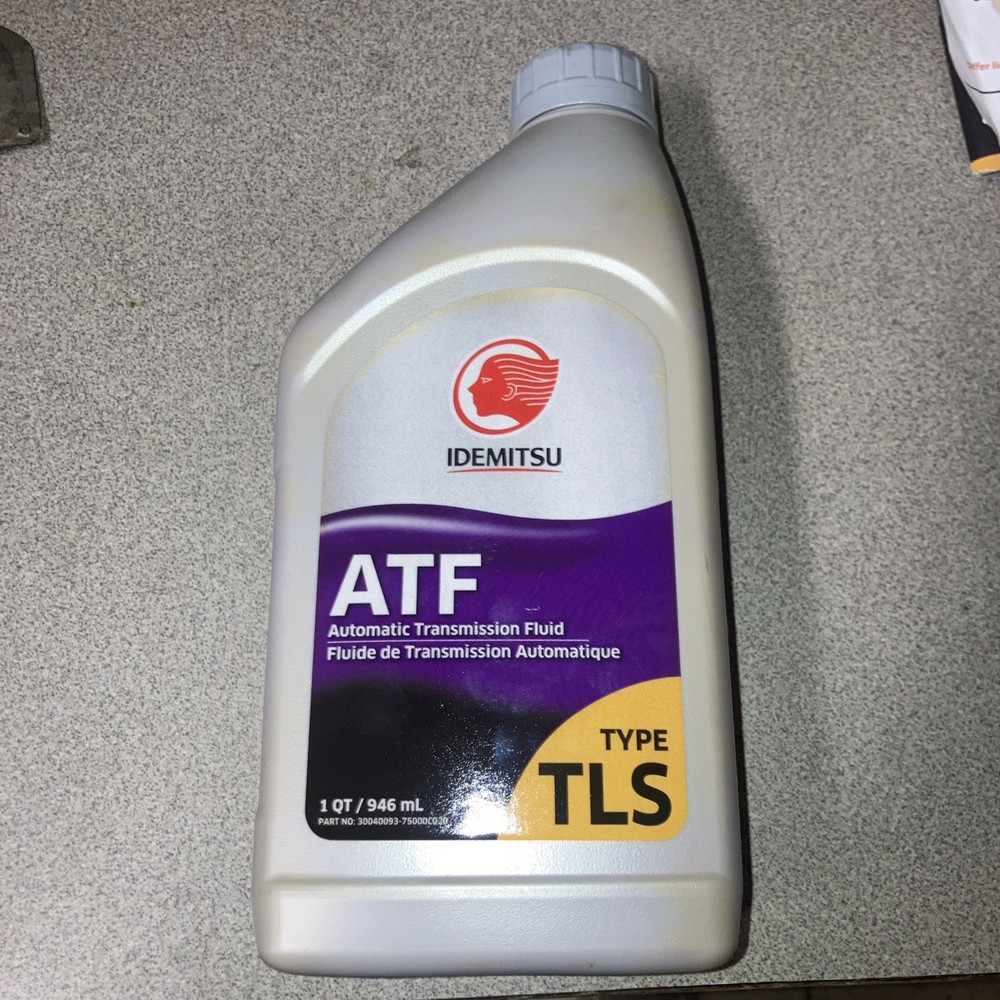 IDEMITSU
ATF
Automatic Transmission Fluid
Fluide de Transmission Automatique
TYPE
TLS
1 QT / 946 mL
PART NO: 30040093-75000C020